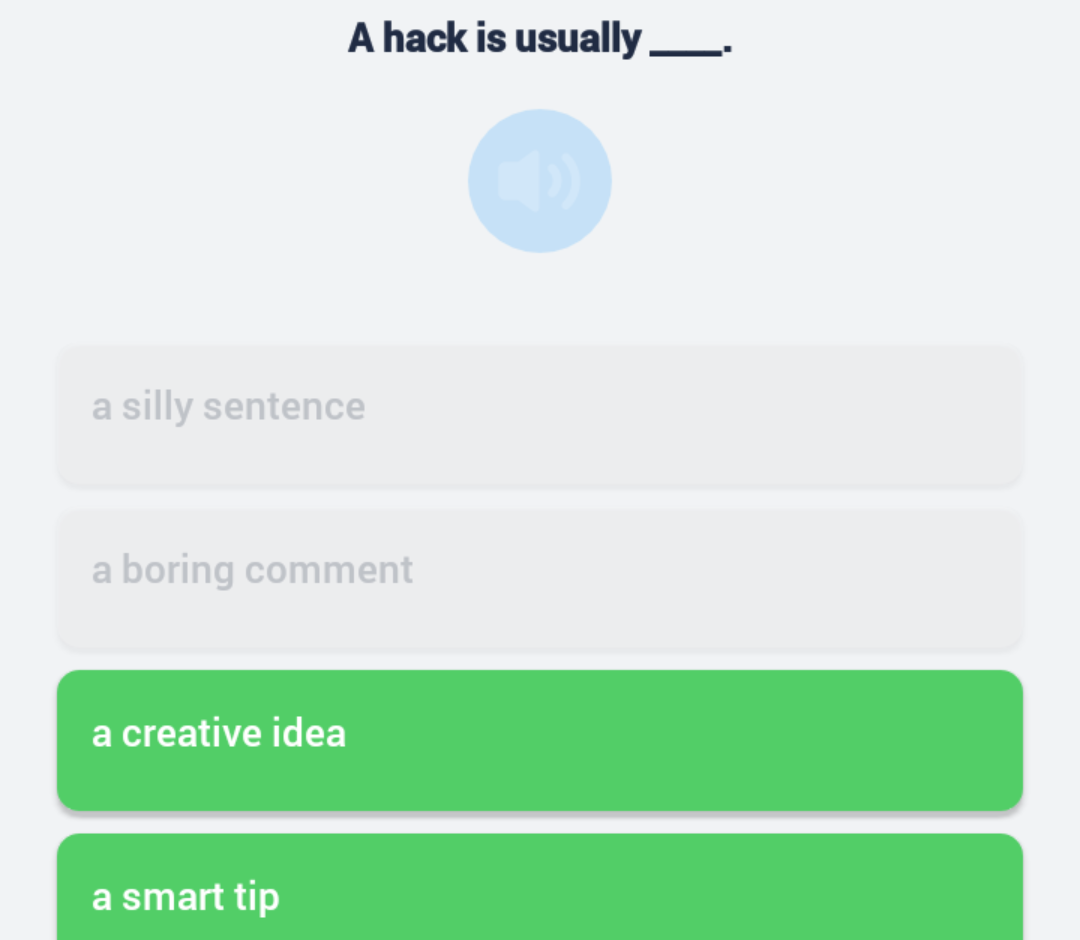 A hack is usually ____.
a silly sentence
a boring comment
a creative idea
a smart tip